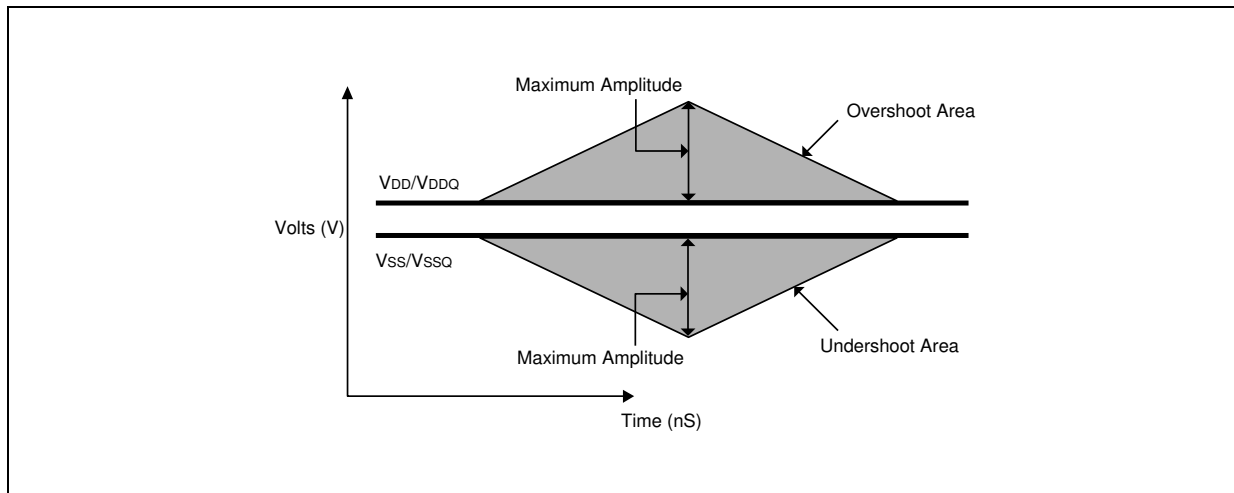 Maximum Amplitude
Overshoot Area
VDD/VDDQ
Volts (V)
VSS/VSSQ
Maximum Amplitude
Undershoot Area
Time (nS)